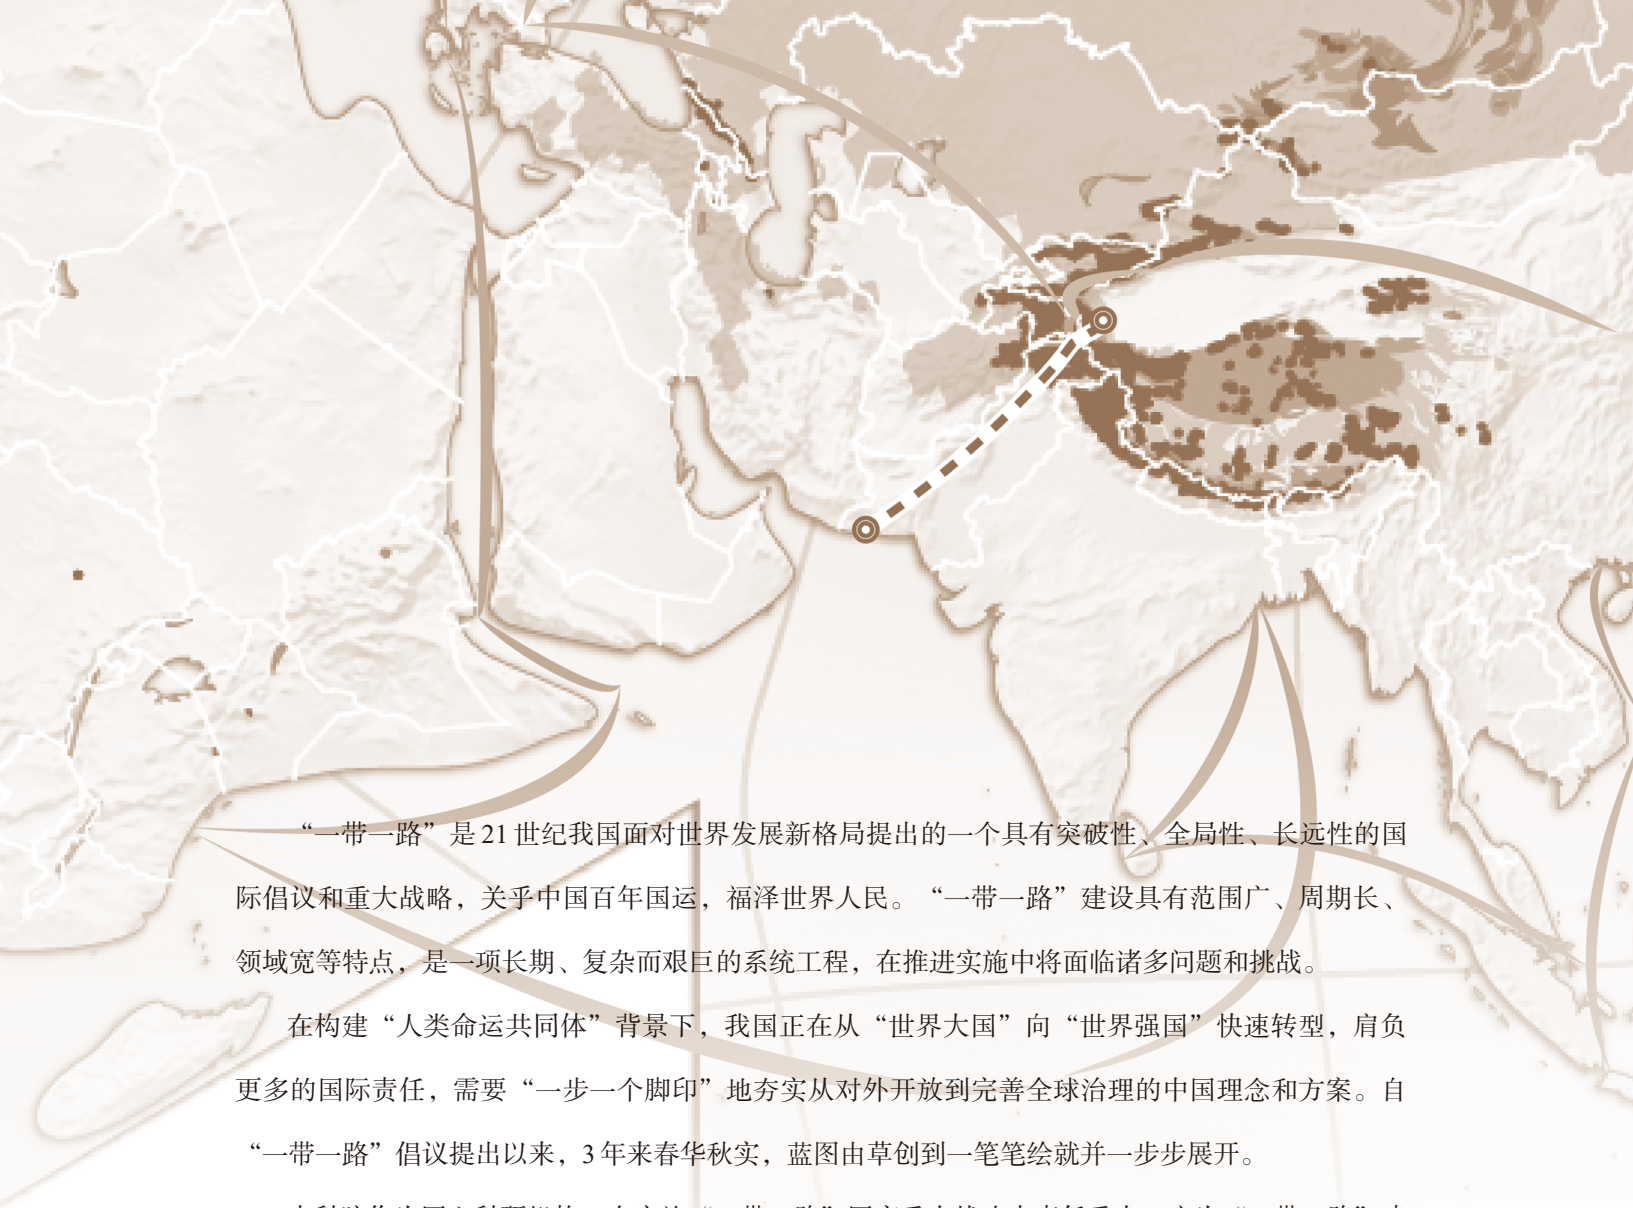 “一带一路”是21世纪我国面对世界发展新格局提出的一个具有突破性、全局性、长远性的国
际倡议和重大战略，关乎中国百年国运，福泽世界人民。“一带一路”建设具有范围广、周期长、
领域宽等特点，是一项长期、复杂而艰巨的系统工程，在推进实施中将面临诸多问题和挑战。
在构建“人类命运共同体”背景下，我国正在从“世界大国”向“世界强国”快速转型，肩负
更多的国际责任，需要“一步一个脚印”地夯实从对外开放到完善全球治理的中国理念和方案。自
“一带一路”倡议提出以来，3年来春华秋实，蓝图由草创到一笔笔绘就并一步步展开。